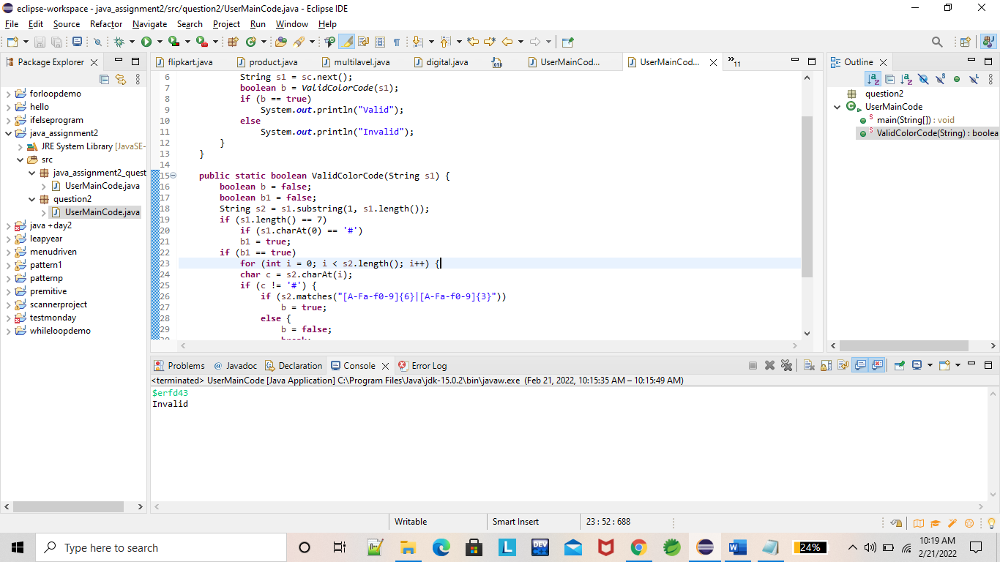 eclipse-workspace - java_assignment2/src/question2/UserMainCode.java - Eclipse IDE
File Edit Source Refactor Navigate Search Project Run Window Help
Package Explorer
forloopdemo
hello
ifelseprogram
java_assignment2
JRE System Library [JavaSE-
src
java_assignment2_quest
UserMainCode.java
question2
UserMainCode.java
java +day2
leapyear
menudriven
pattern1
patternp
premitive
scannerproject
testmonday
whileloopdemo
flipkart.java product.java multilavel.java digital.java UserMainCod... UserMainCod... »11
6 String s1 = sc.next();
7 boolean b = ValidColorCode(s1);
8 if (b == true)
9 System.out.println("Valid");
10 else
11 System.out.println("Invalid");
12 }
13 }
14
15 public static boolean ValidColorCode(String s1) {
16 boolean b = false;
17 boolean b1 = false;
18 String s2 = s1.substring(1, s1.length());
19 if (s1.length() == 7)
20 if (s1.charAt(0) == '#')
21 b1 = true;
22 if (b1 == true)
23 for (int i = 0; i < s2.length(); i++) {
24 char c = s2.charAt(i);
25 if (c != '#') {
26 if (s2.matches("[A-Fa-f0-9]{6}|[A-Fa-f0-9]{3}"))
27 b = true;
28 else {
29 b = false;
Outline
question2
UserMainCode
main(String[]) : void
ValidColorCode(String) : boolea
Problems Javadoc Declaration Console Error Log
<terminated> UserMainCode [Java Application] C:\Program Files\Java\jdk-15.0.2\bin\javaw.exe (Feb 21, 2022, 10:15:35 AM – 10:15:49 AM)
$erfd43
Invalid
Writable Smart Insert 23 : 52 : 688
Type here to search
24%
10:19 AM
2/21/2022